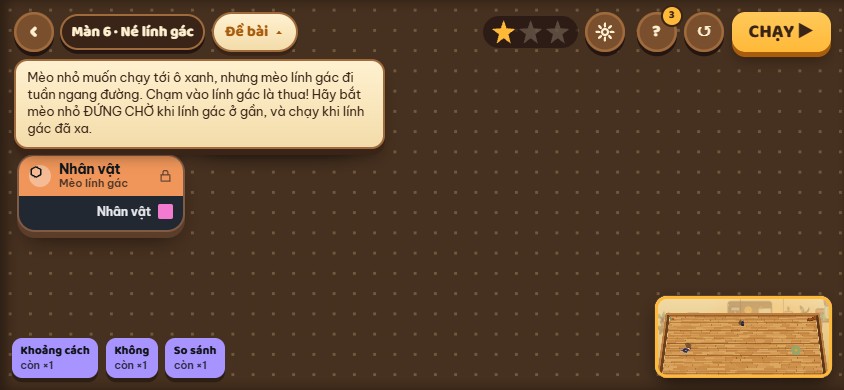 Màn 6 • Né lính gác
Đề bài
3
?
CHẠY
Mèo nhỏ muốn chạy tới ô xanh, nhưng mèo lính gác đi
tuần ngang đường. Chạm vào lính gác là thua! Hãy bắt
mèo nhỏ ĐỨNG CHỜ khi lính gác ở gần, và chạy khi lính
gác đã xa.
Nhân vật
Mèo lính gác
Nhân vật
Khoảng cách
còn ×1
Không
còn ×1
So sánh
còn ×1